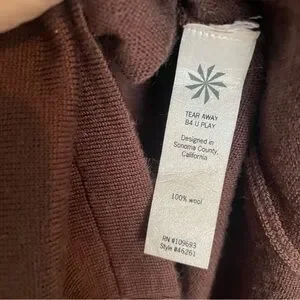 TEAR AWAY
B4 U PLAY
Designed in
Sonoma County,
California
100% wool
RN #109693
Style #46261